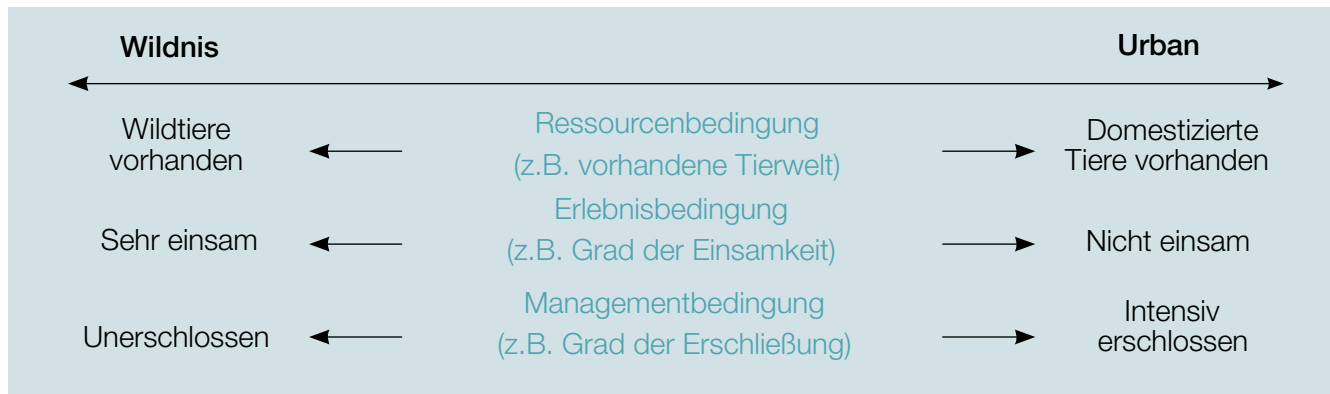 Wildnis
Urban
Wildtiere
vorhanden
Ressourcenbedingung
(z.B. vorhandene Tierwelt)
Domestizierte
Tiere vorhanden
Sehr einsam
Erlebnisbedingung
(z.B. Grad der Einsamkeit)
Nicht einsam
Unerschlossen
Managementbedingung
(z.B. Grad der Erschließung)
Intensiv
erschlossen